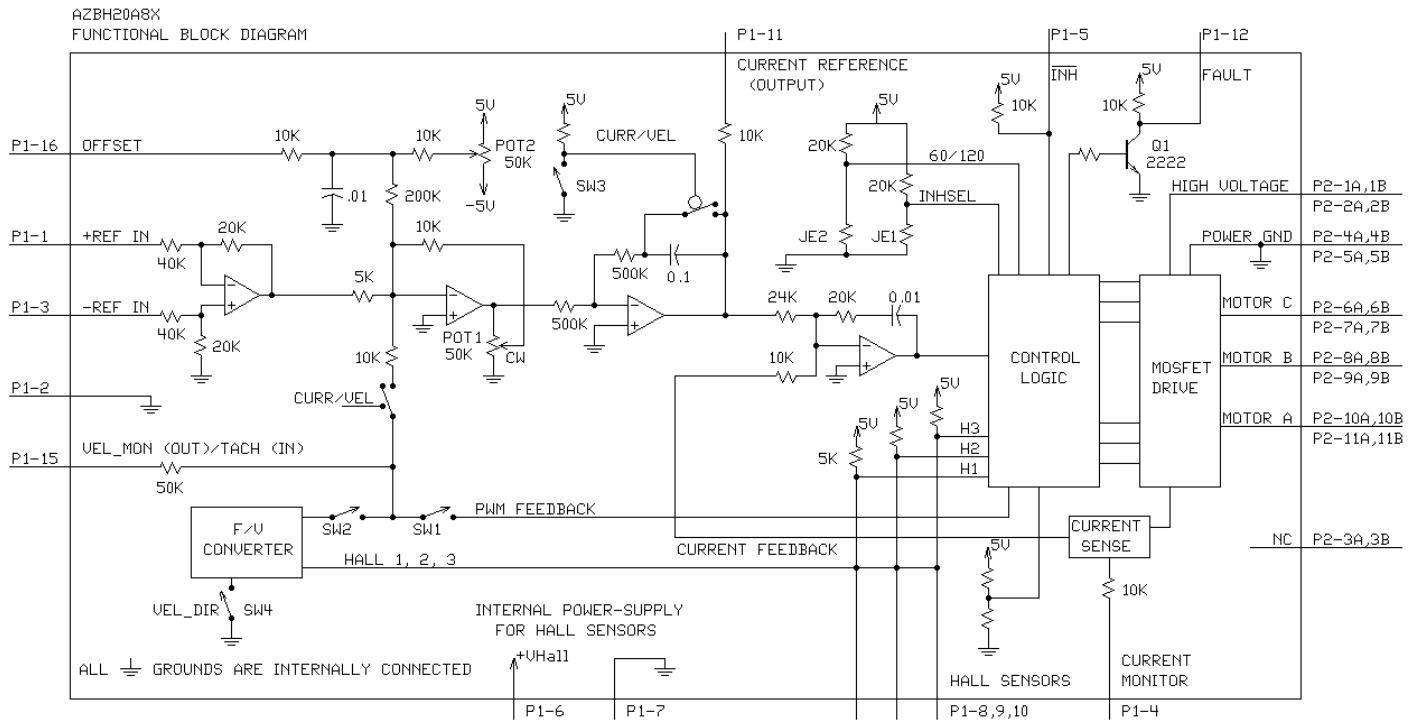 AZBH20A8X
FUNCTIONAL BLOCK DIAGRAM
P1-11
P1-5
P1-12
CURRENT REFERENCE
(OUTPUT)
INH
FAULT
5V
10K
5V
10K
Q1
2222
P1-16
OFFSET
10K
10K
5V
POT2
50K
-5V
.01
200K
5V
SW3
CURR/VEL
10K
5V
20K
60/120
20K
INHSEL
JE2
JE1
HIGH VOLTAGE
P2-1A,1B
P2-2A,2B
P1-1
+REF IN
40K
20K
10K
500K
0.1
POWER GND
P2-4A,4B
P2-5A,5B
P1-3
-REF IN
40K
20K
5K
POT1
50K
CW
500K
24K
20K
0.01
10K
CONTROL
LOGIC
MOSFET
DRIVE
MOTOR C
P2-6A,6B
P2-7A,7B
MOTOR B
P2-8A,8B
P2-9A,9B
MOTOR A
P2-10A,10B
P2-11A,11B
P1-2
10K
CURR/VEL
5V
5V
5V
5K
H3
H2
H1
P1-15
VEL_MON (OUT)/TACH (IN)
50K
F/V
CONVERTER
SW2
SW1
PWM FEEDBACK
CURRENT FEEDBACK
CURRENT
SENSE
NC
P2-3A,3B
HALL 1, 2, 3
VEL_DIR
SW4
5V
10K
INTERNAL POWER-SUPPLY
FOR HALL SENSORS
ALL GROUNDS ARE INTERNALLY CONNECTED
+VHall
HALL SENSORS
CURRENT
MONITOR
P1-6
P1-7
P1-8,9,10
P1-4